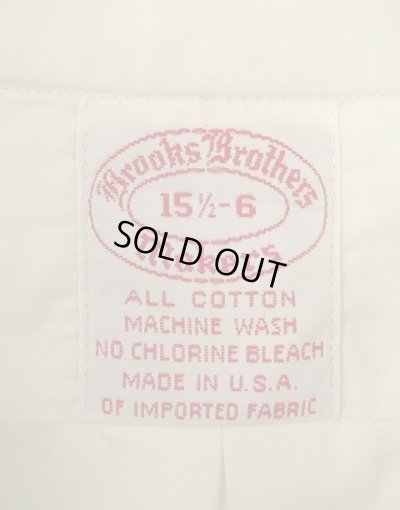 Brooks Brothers
15½-6
Makers
SOLD OUT
ALL COTTON
MACHINE WASH
NO CHLORINE BLEACH
MADE IN U.S.A.
OF IMPORTED FABRIC